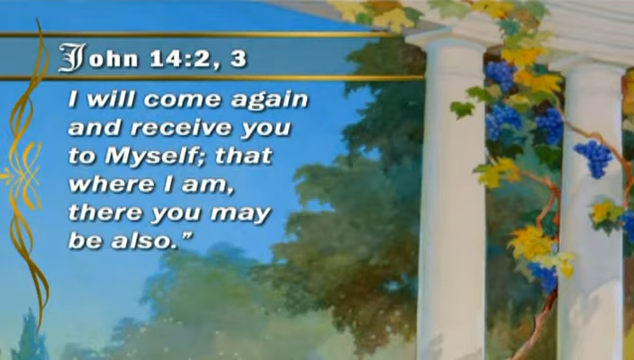 John 14:2, 3
I will come again
and receive you
to Myself; that
where I am,
there you may
be also.”